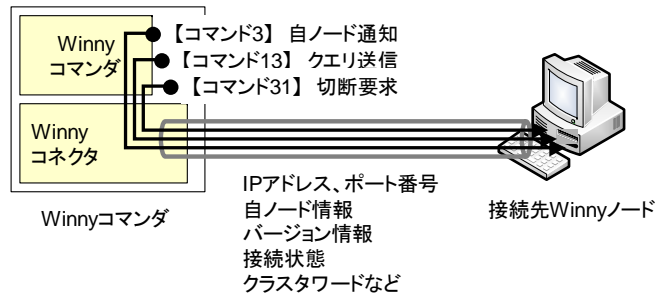 Winny
コマンダ
【コマンド3】 自ノード通知
【コマンド13】 クエリ送信
【コマンド31】 切断要求
Winny
コネクタ
Winnyコマンダ
IPアドレス、ポート番号
自ノード情報
バージョン情報
接続状態
クラスタワードなど
接続先Winnyノード